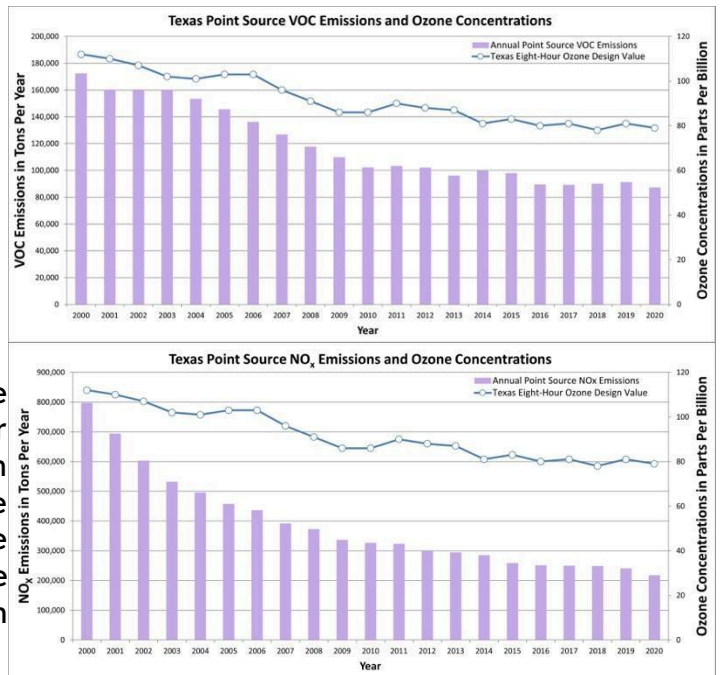 Texas Point Source VOC Emissions and Ozone Concentrations
200,000
180,000
160,000
140,000
120,000
100,000
80,000
60,000
40,000
20,000
0
VOC Emissions in Tons Per Year
Annual Point Source VOC Emissions
Texas Eight-Hour Ozone Design Value
120
100
80
60
40
20
0
Ozone Concentrations in Parts Per Billion
2000 2001 2002 2003 2004 2005 2006 2007 2008 2009 2010 2011 2012 2013 2014 2015 2016 2017 2018 2019 2020
Year
Texas Point Source NOx Emissions and Ozone Concentrations
900,000
800,000
700,000
600,000
500,000
400,000
300,000
200,000
100,000
0
NOx Emissions in Tons Per Year
Annual Point Source NOx Emissions
Texas Eight-Hour Ozone Design Value
120
100
80
60
40
20
0
Ozone Concentrations in Parts Per Billion
2000 2001 2002 2003 2004 2005 2006 2007 2008 2009 2010 2011 2012 2013 2014 2015 2016 2017 2018 2019 2020
Year